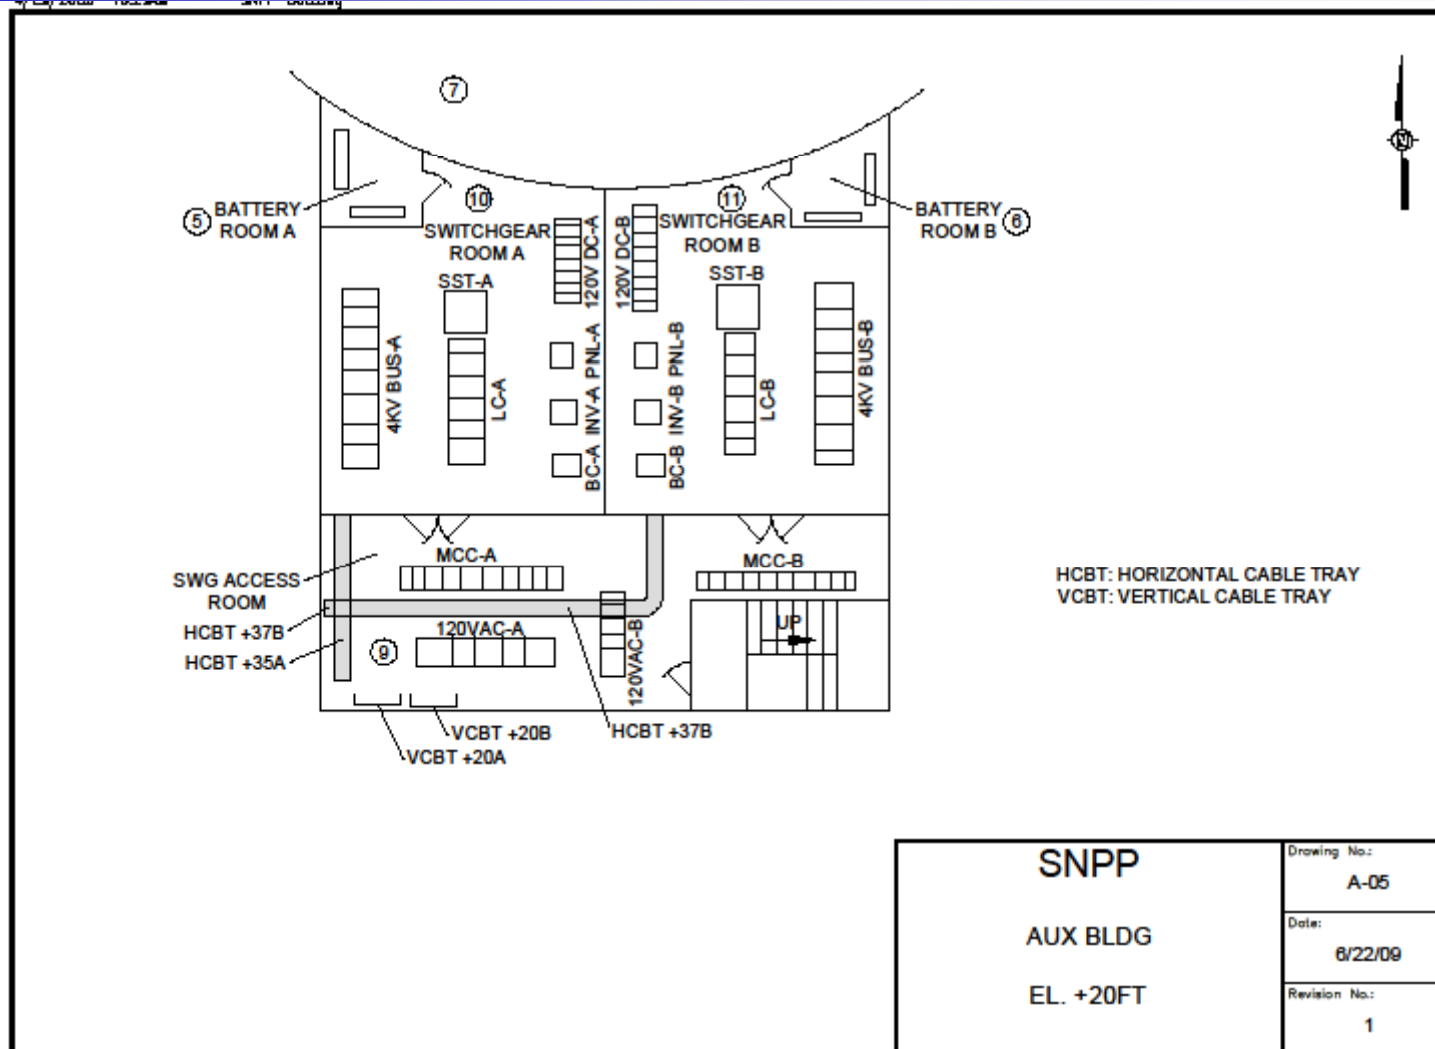 7
10
11
5
BATTERY
ROOM A
BATTERY
ROOM B
6
SWITCHGEAR
ROOM A
120V DC-A
120V DC-B
SWITCHGEAR
ROOM B
SST-A
SST-B
4KV BUS-A
LC-A
PNL-A
INV-A
BC-A
PNL-B
INV-B
BC-B
LC-B
4KV BUS-B
MCC-A
MCC-B
SWG ACCESS
ROOM
HCBT +37B
HCBT +35A
9
120VAC-A
120VAC-B
UP
VCBT +20B
VCBT +20A
HCBT +37B
HCBT: HORIZONTAL CABLE TRAY
VCBT: VERTICAL CABLE TRAY
N
SNPP
AUX BLDG
EL. +20FT
Drawing No.:
A-05
Date:
6/22/09
Revision No.:
1